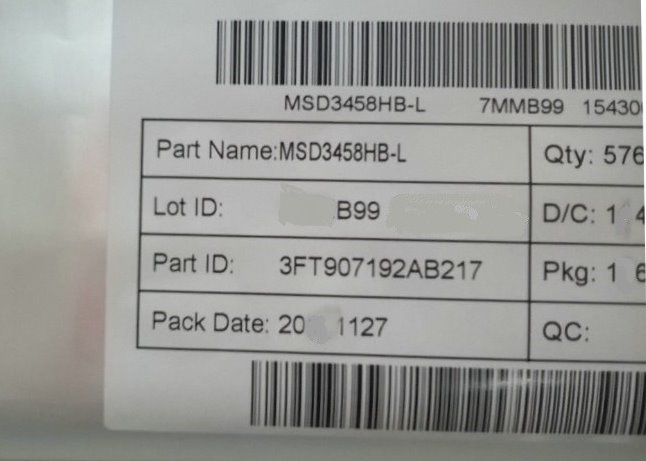 MSD3458HB-L 7MMB99 15430
Part Name:MSD3458HB-L Qty: 576
Lot ID: B99 D/C: 1 4
Part ID: 3FT907192AB217 Pkg: 1 6
Pack Date: 20 1127 QC: